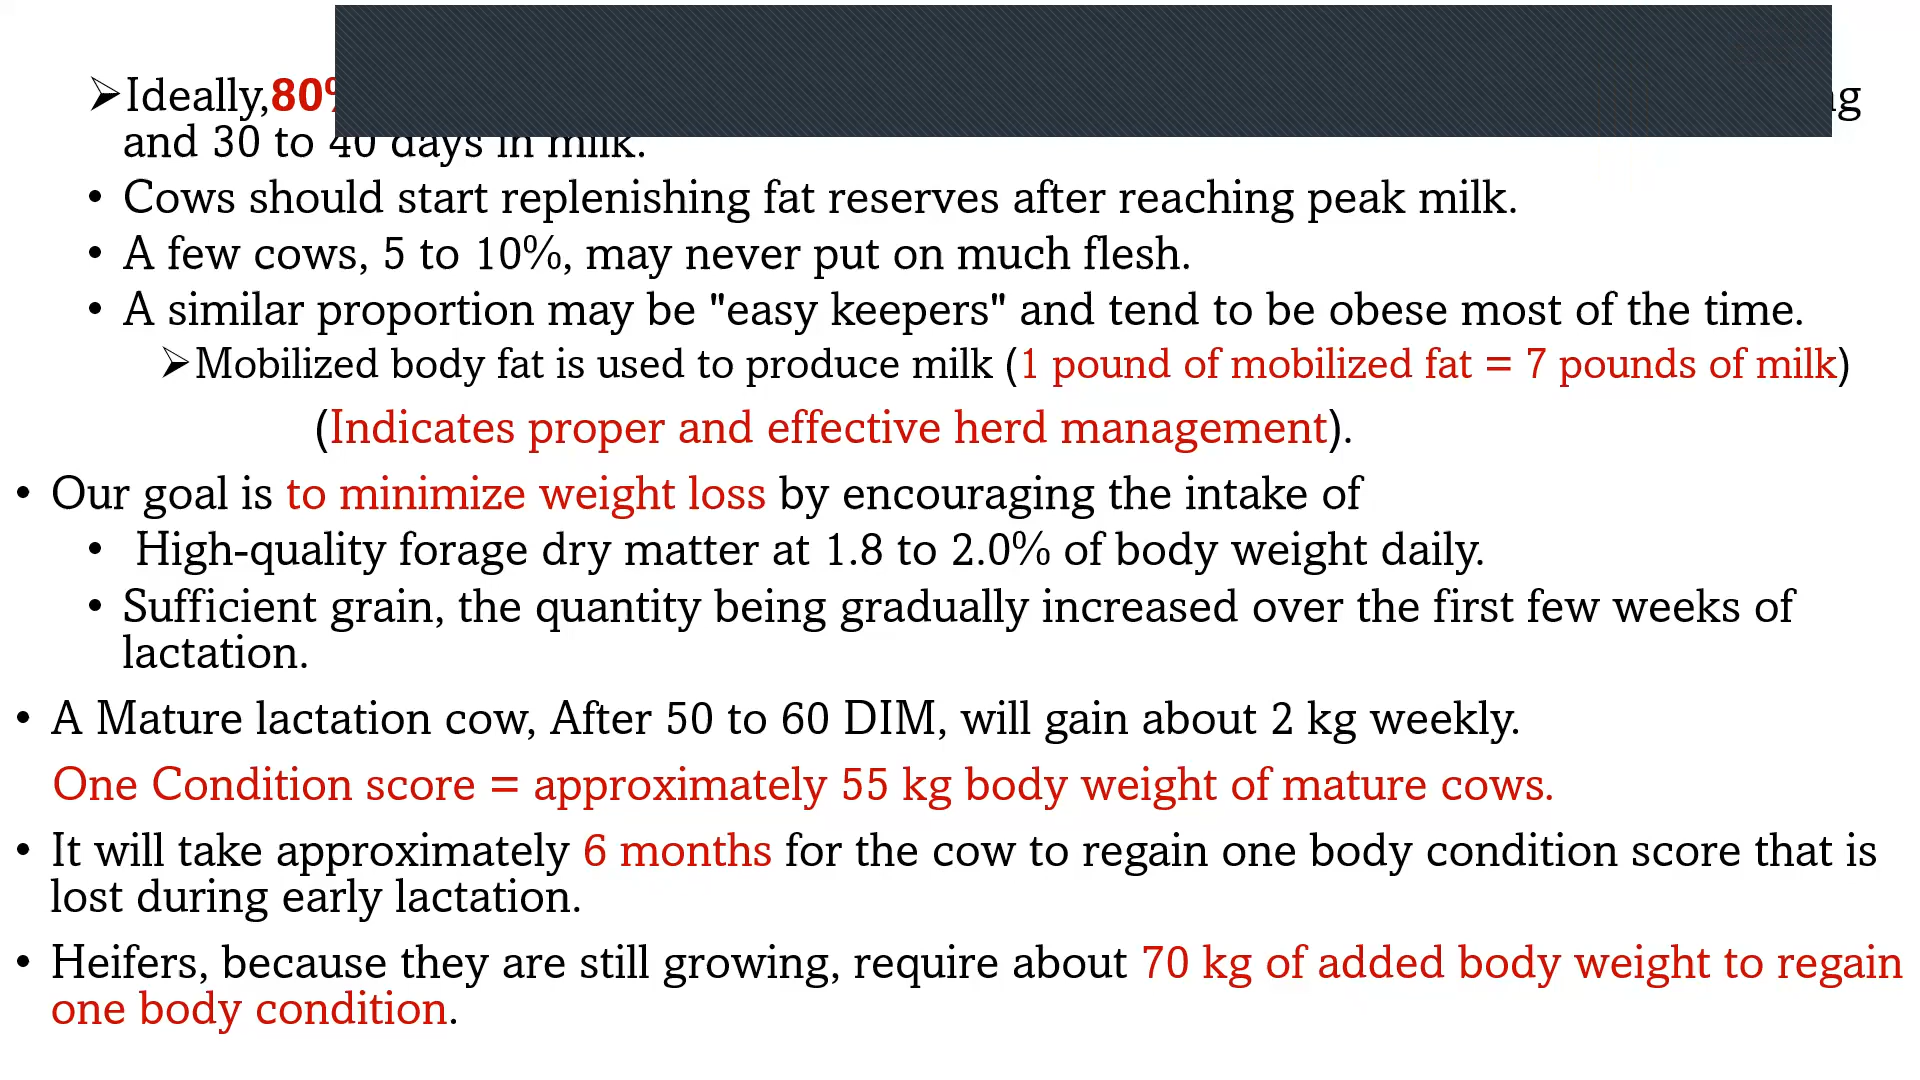 ➢Ideally,80%
and 30 to 40 days in milk.
• Cows should start replenishing fat reserves after reaching peak milk.
• A few cows, 5 to 10%, may never put on much flesh.
• A similar proportion may be "easy keepers" and tend to be obese most of the time.
➢Mobilized body fat is used to produce milk (1 pound of mobilized fat = 7 pounds of milk)
(Indicates proper and effective herd management).
• Our goal is to minimize weight loss by encouraging the intake of
• High-quality forage dry matter at 1.8 to 2.0% of body weight daily.
• Sufficient grain, the quantity being gradually increased over the first few weeks of
lactation.
• A Mature lactation cow, After 50 to 60 DIM, will gain about 2 kg weekly.
One Condition score = approximately 55 kg body weight of mature cows.
• It will take approximately 6 months for the cow to regain one body condition score that is
lost during early lactation.
• Heifers, because they are still growing, require about 70 kg of added body weight to regain
one body condition.